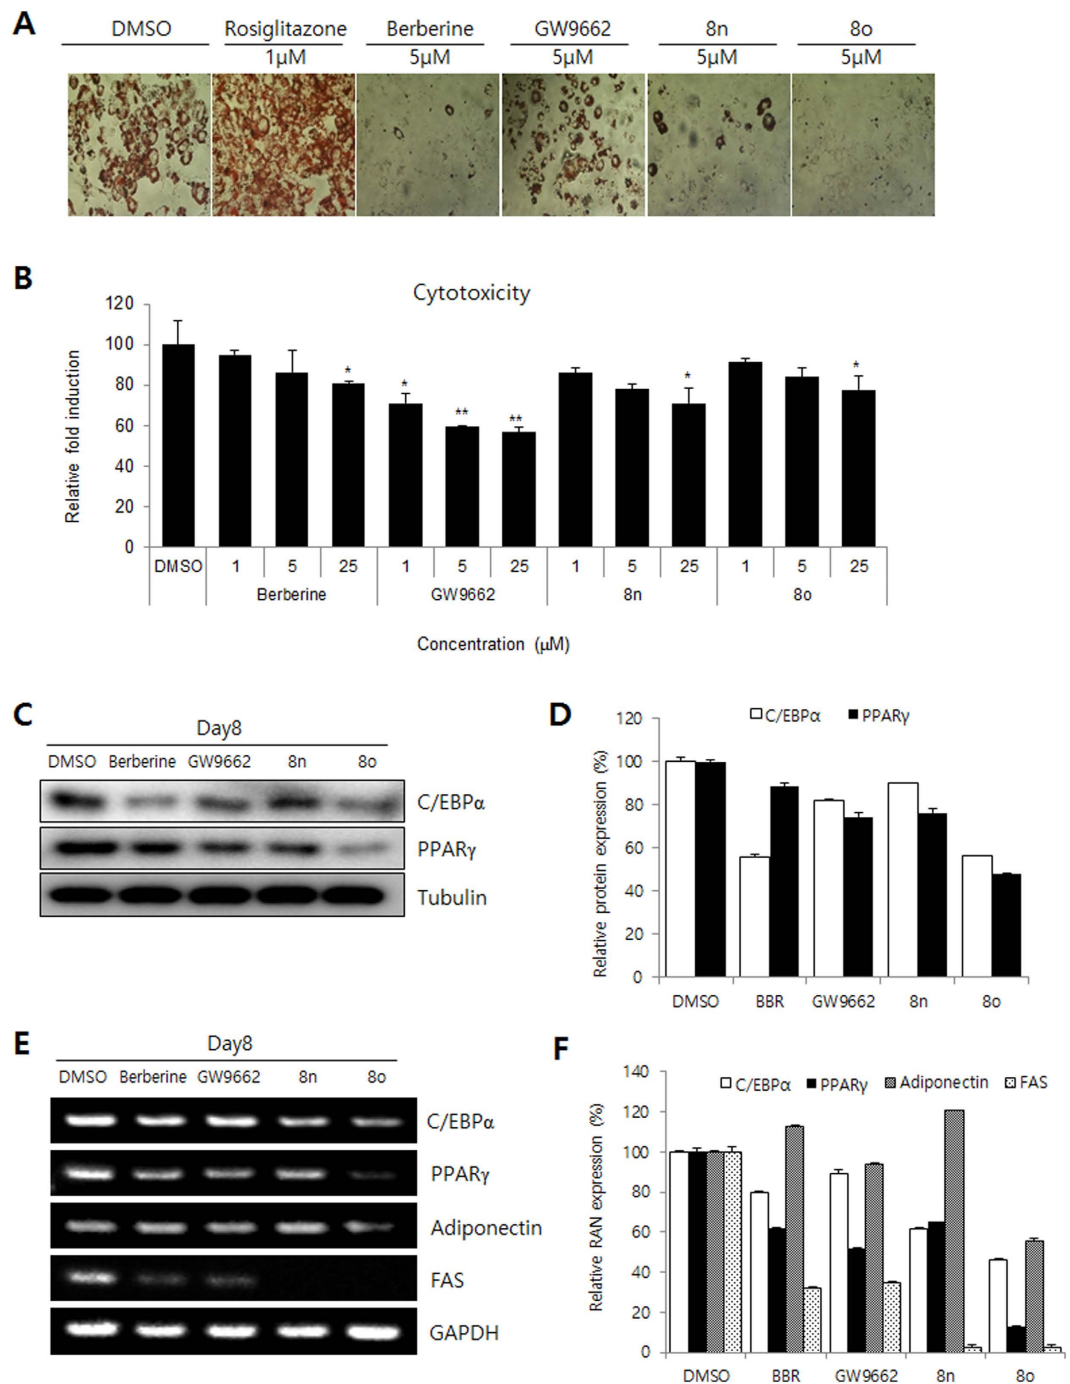 A
DMSO Rosiglitazone Berberine GW9662 8n 8o
1µM 5µM 5µM 5µM 5µM
B
Cytotoxicity
Relative fold induction
120
100
80
60
40
20
0
* * ** ** * *
DMSO 1 5 25 1 5 25 1 5 25 1 5 25
Berberine GW9662 8n 8o
Concentration (µM)
C
Day8
DMSO Berberine GW9662 8n 8o
C/EBPα
PPARγ
Tubulin
D
C/EBPα PPARγ
Relative protein expression (%)
120
100
80
60
40
20
0
DMSO BBR GW9662 8n 8o
E
Day8
DMSO Berberine GW9662 8n 8o
C/EBPα
PPARγ
Adiponectin
FAS
GAPDH
F
C/EBPα PPARγ Adiponectin FAS
Relative RAN expression (%)
140
120
100
80
60
40
20
0
DMSO BBR GW9662 8n 8o